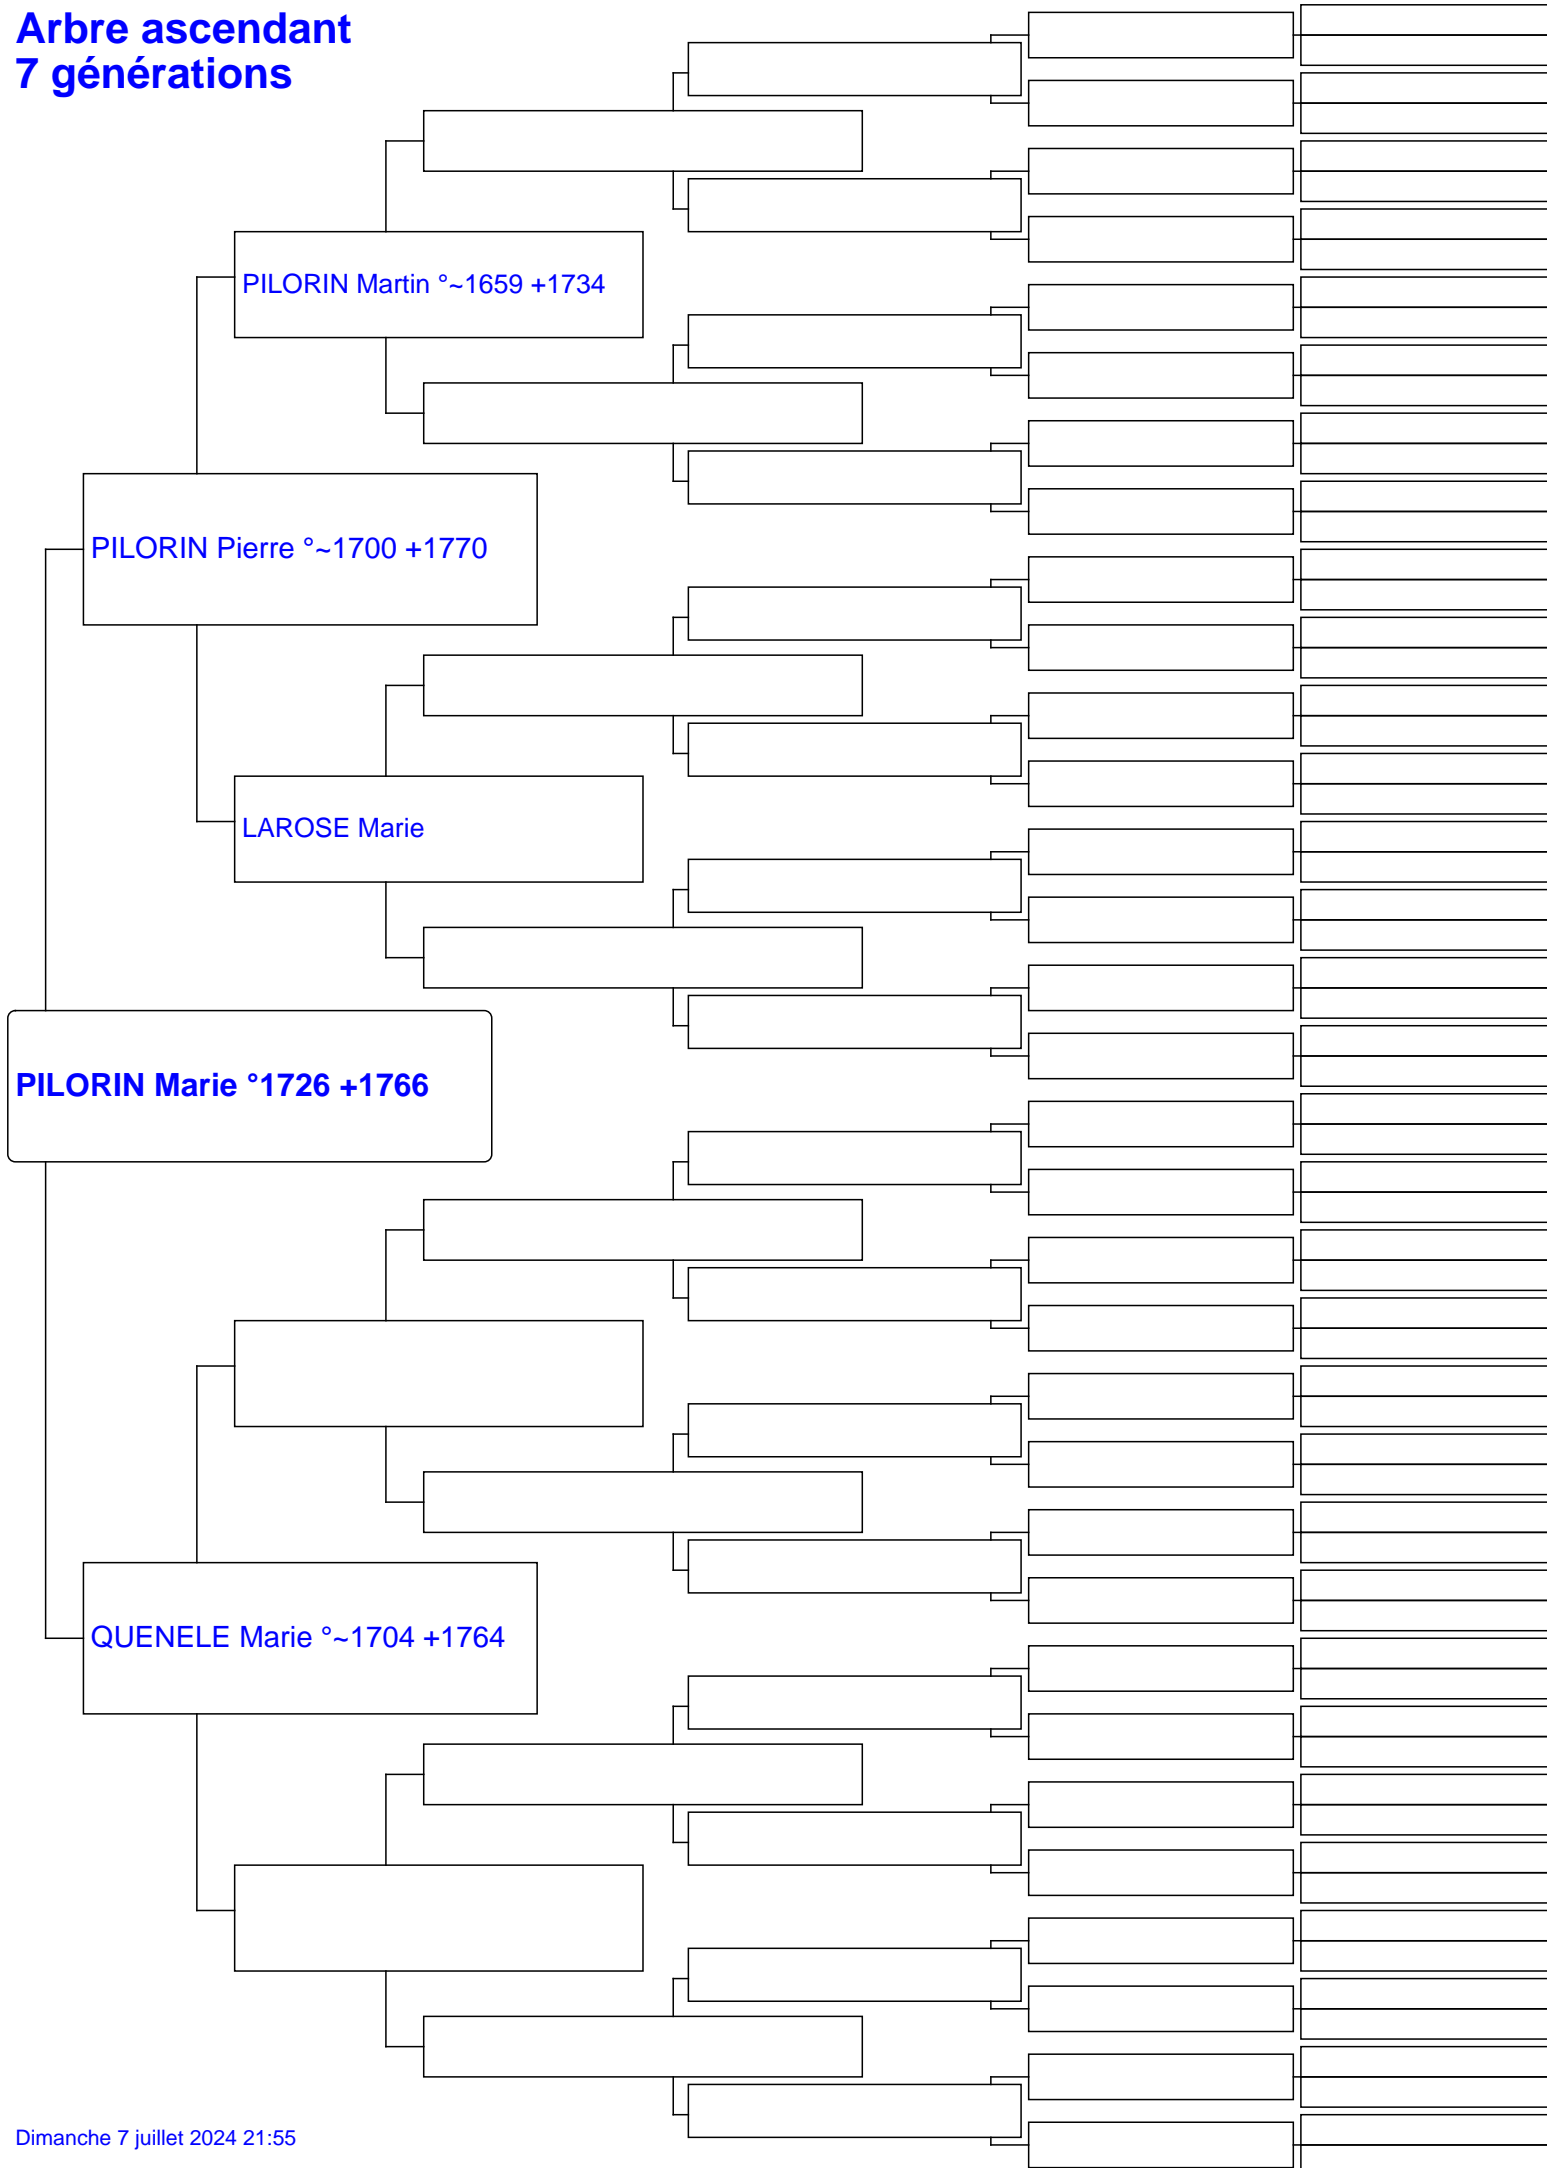 Arbre ascendant
7 générations
PILORIN Martin °~1659 +1734
PILORIN Pierre °~1700 +1770
LAROSE Marie
PILORIN Marie °1726 +1766
QUENELE Marie °~1704 +1764
Dimanche 7 juillet 2024 21:55